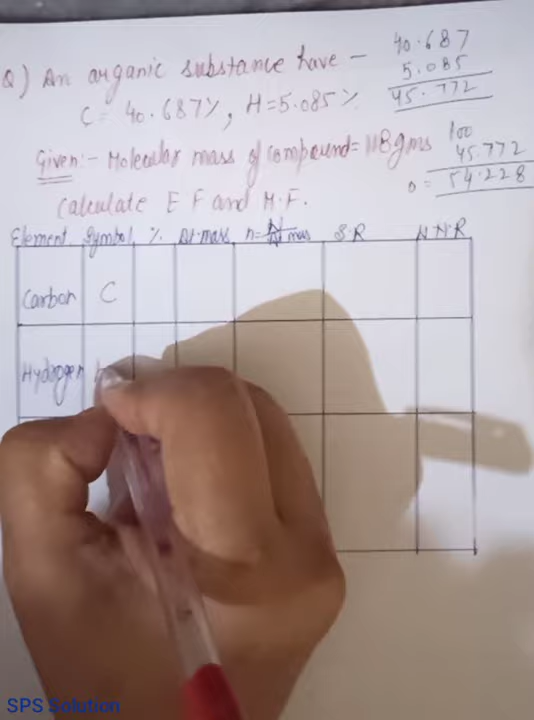 Q) An organic substance have -
C = 40.687%, H = 5.085%
40.687
5.085
45.772
Given:- Molecular mass of compound = 118gms
100
45.772
O = 54.228
Calculate E F and M.F.
Element Symbol % At.mass n= mass S.R N.N.R
Carbon C
Hydrogen
SPS Solution